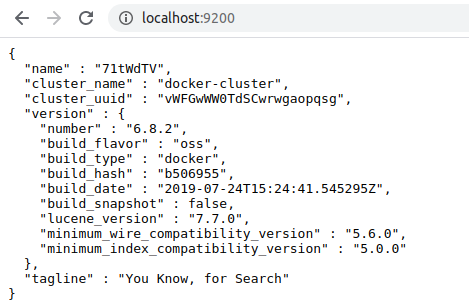 localhost:9200
{
  "name" : "71tWdTV",
  "cluster_name" : "docker-cluster",
  "cluster_uuid" : "vWFGwWW0TdSCwrwgaopqsg",
  "version" : {
    "number" : "6.8.2",
    "build_flavor" : "oss",
    "build_type" : "docker",
    "build_hash" : "b506955",
    "build_date" : "2019-07-24T15:24:41.545295Z",
    "build_snapshot" : false,
    "lucene_version" : "7.7.0",
    "minimum_wire_compatibility_version" : "5.6.0",
    "minimum_index_compatibility_version" : "5.0.0"
  },
  "tagline" : "You Know, for Search"
}